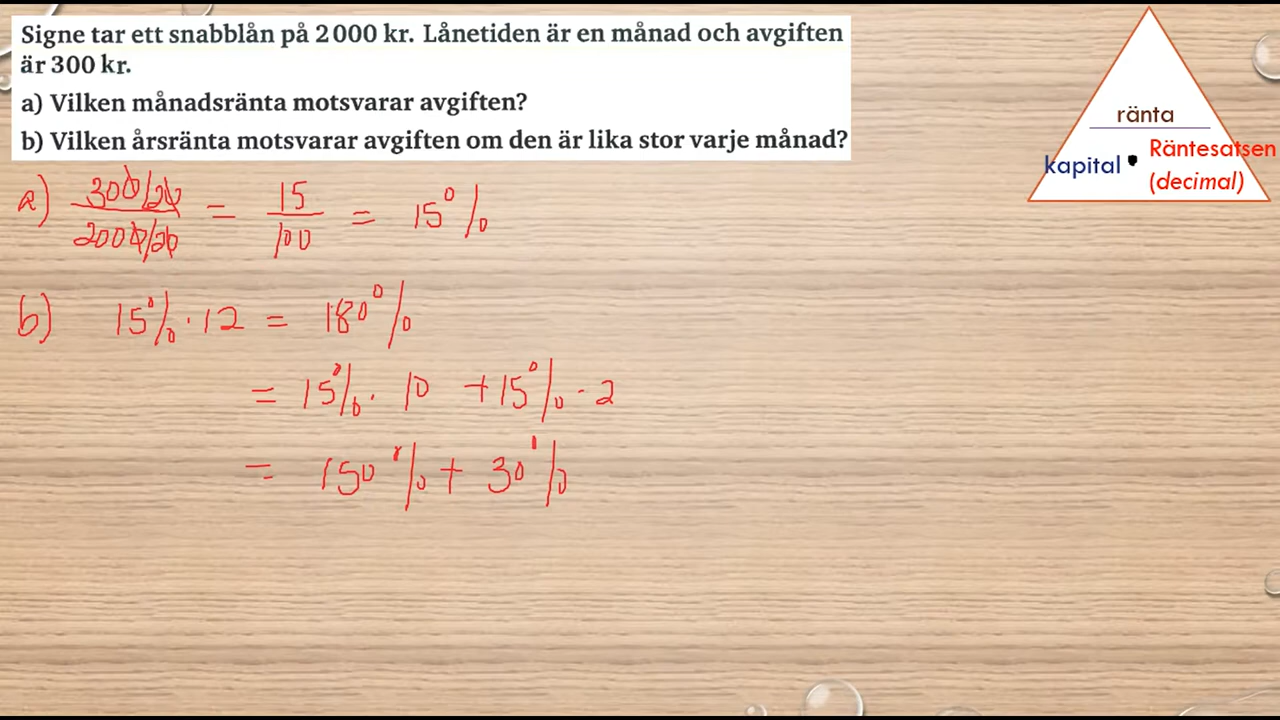 Signe tar ett snabblån på 2 000 kr. Lånetiden är en månad och avgiften
är 300 kr.
a) Vilken månadsränta motsvarar avgiften?
b) Vilken årsränta motsvarar avgiften om den är lika stor varje månad?
ränta
kapital • Räntesatsen
(decimal)
a) 300/20 / 2000/20 = 15/100 = 15%
b) 15% · 12 = 180%
= 15% · 10 + 15% · 2
= 150% + 30%